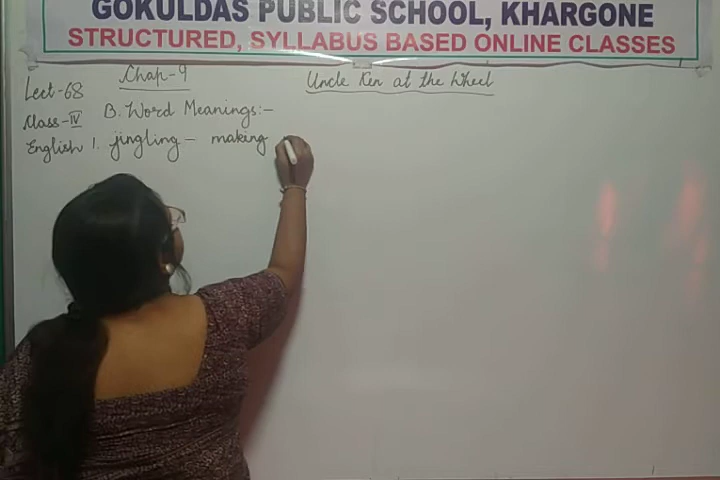 GOKULDAS PUBLIC SCHOOL, KHARGONE
STRUCTURED, SYLLABUS BASED ONLINE CLASSES
Lect-68 Chap-9 Uncle Ken at the Wheel
Class-IV B. Word Meanings:-
English 1. jingling - making